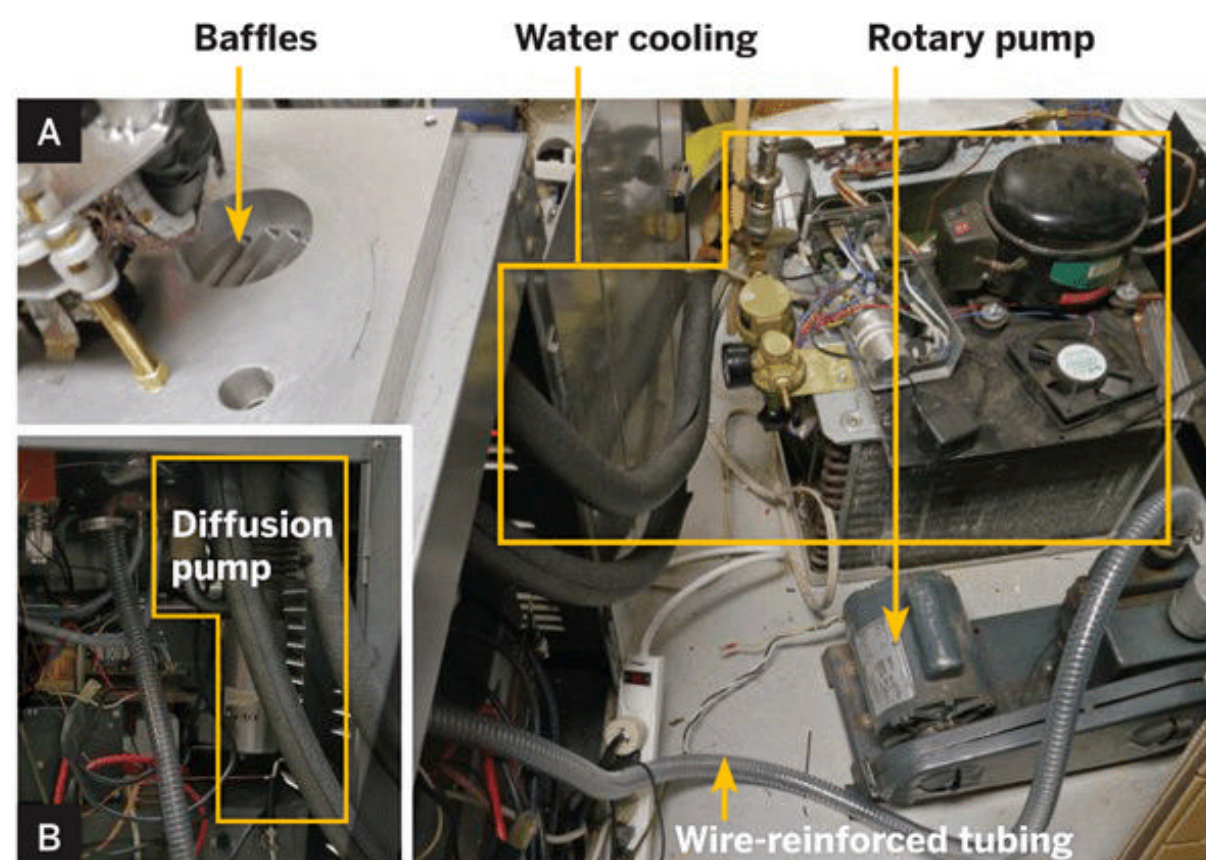 Baffles
Water cooling
Rotary pump
A
Diffusion
pump
B
Wire-reinforced tubing